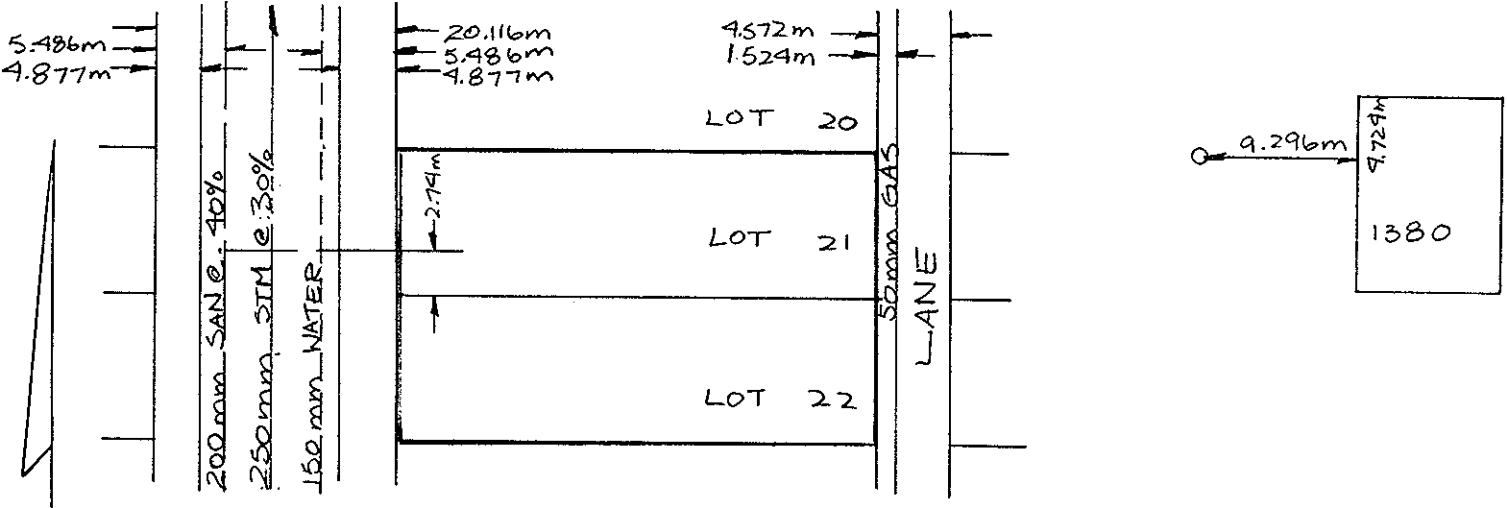 5.486m
4.877m
20.116m
5.486m
4.877m
4.572m
1.524m
LOT 20
2.74m
LOT 21
LOT 22
200mm SAN @ .40%
250mm STM @ .30%
150mm WATER
50mm GAS
LANE
9.296m
9.724m
1380